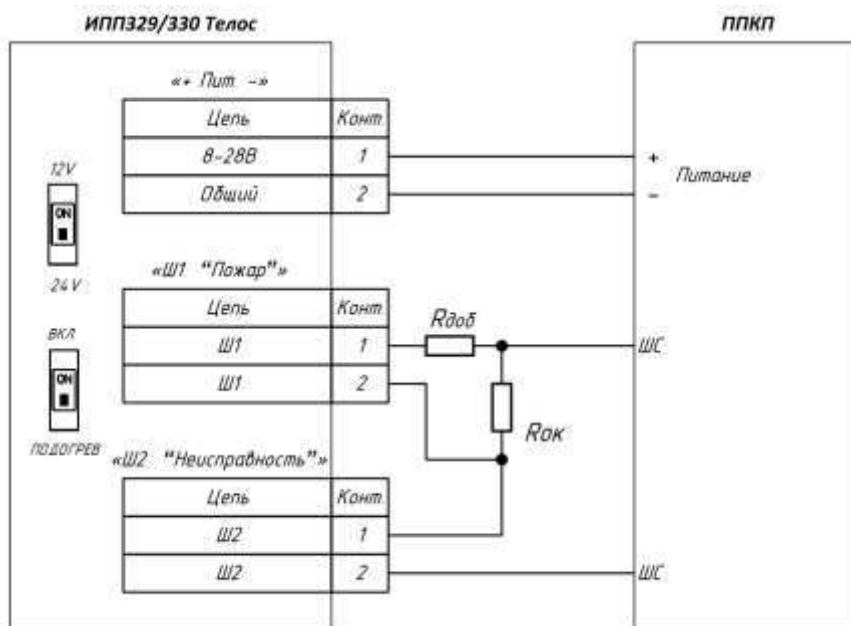 ИПП329/330 Телос
ППКП
«+ Пит. -»
Цепь Конт.
8-28В 1
Общий 2
+
Питание
-
12V
ON
24V
«Ш1 "Пожар"»
Цепь Конт.
Ш1 1
Ш1 2
Rдоб
ШС
ВКЛ
ON
ПОДОГРЕВ
Rок
«Ш2 "Неисправность"»
Цепь Конт.
Ш2 1
Ш2 2
ШС